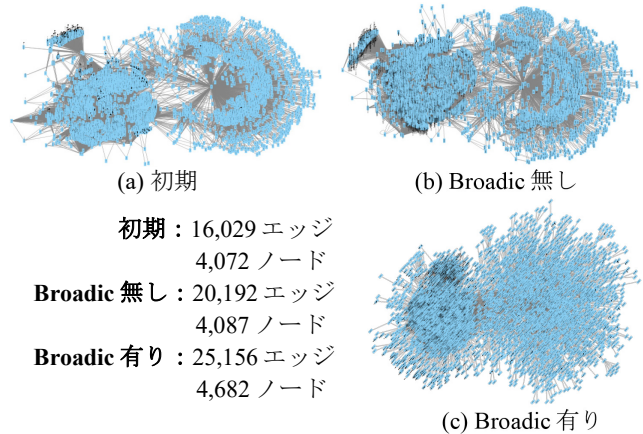 (a) 初期
(b) Broadic 無し
初期：16,029 エッジ
4,072 ノード
Broadic 無し：20,192 エッジ
4,087 ノード
Broadic 有り：25,156 エッジ
4,682 ノード
(c) Broadic 有り